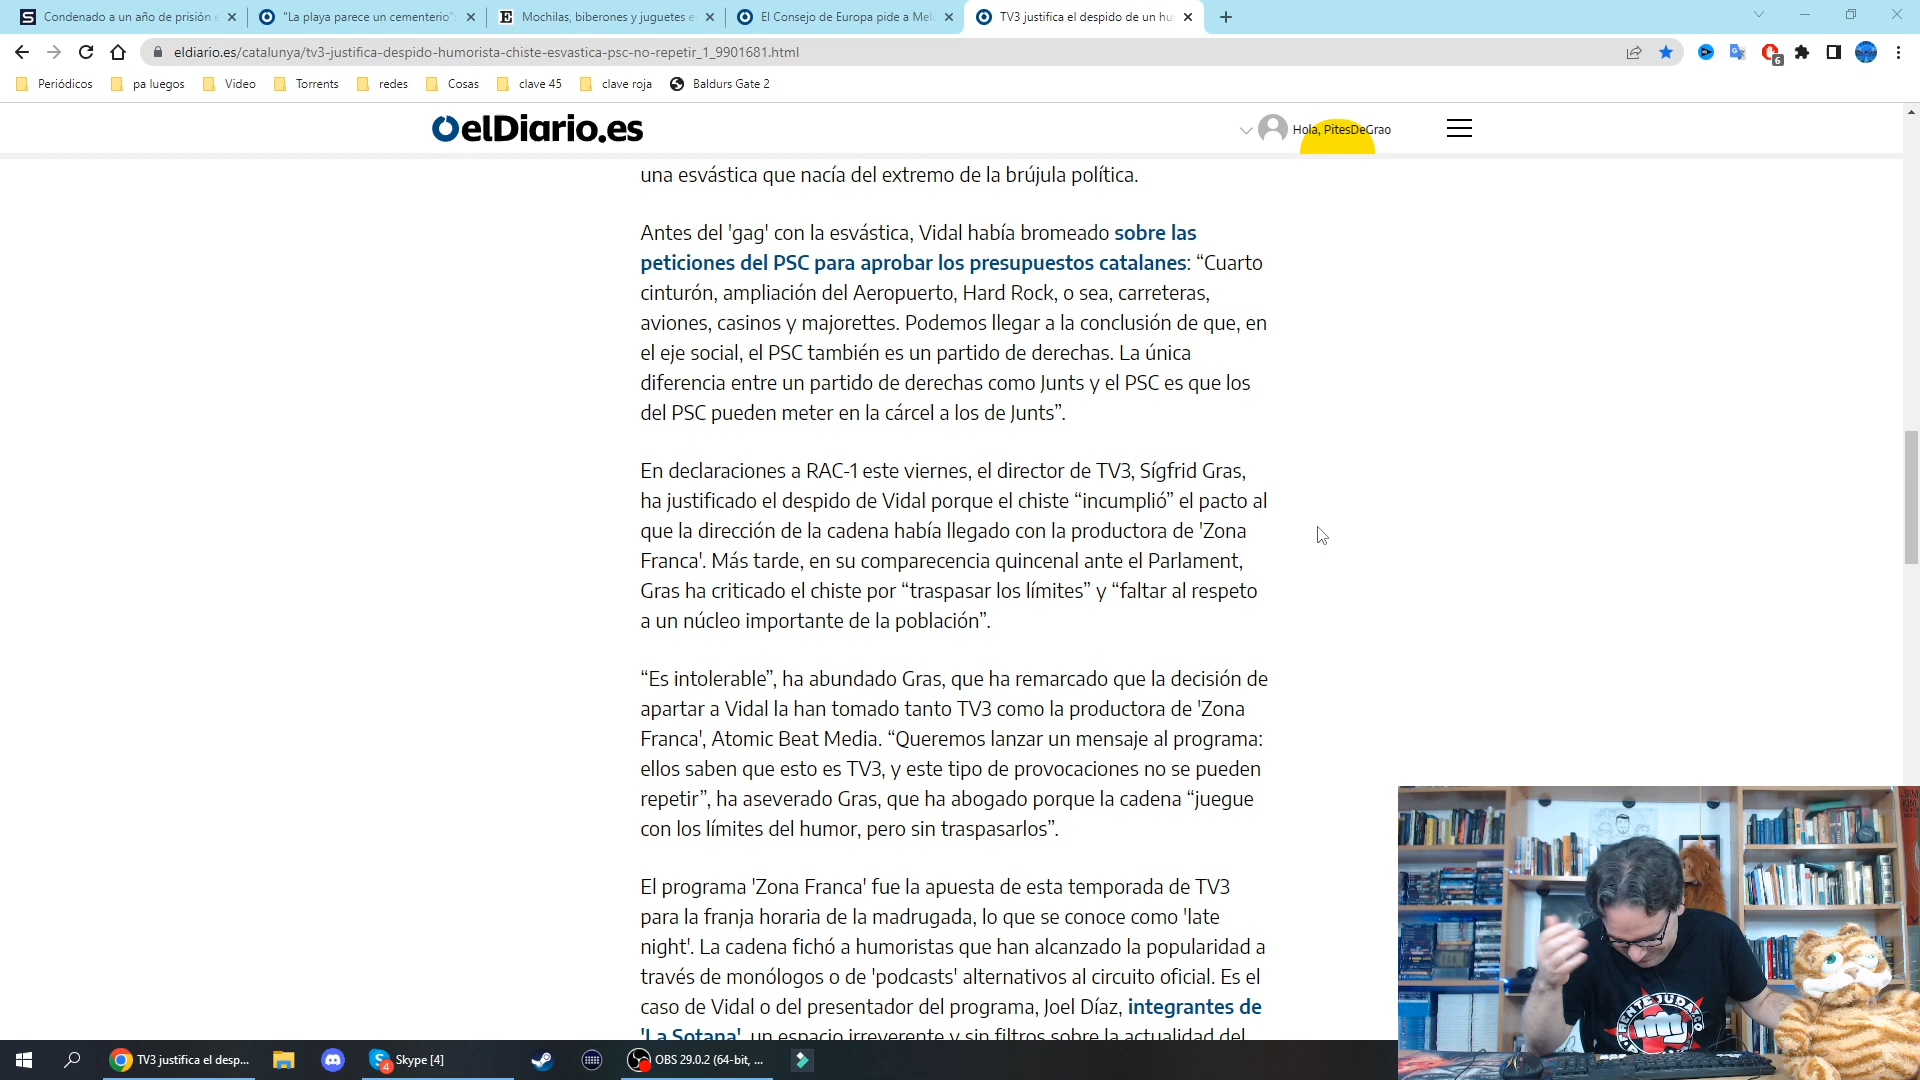 Condenado a un año de prisión e
"La playa parece un cementerio":
Mochilas, biberones y juguetes e
El Consejo de Europa pide a Melo
TV3 justifica el despido de un hu
eldiario.es/catalunya/tv3-justifica-despido-humorista-chiste-esvastica-psc-no-repetir_1_9901681.html
6
Periódicos
pa luegos
Video
Torrents
redes
Cosas
clave 45
clave roja
Baldurs Gate 2
elDiario.es
Hola, PitesDeGrao
una esvástica que nacía del extremo de la brújula política.
Antes del 'gag' con la esvástica, Vidal había bromeado sobre las
peticiones del PSC para aprobar los presupuestos catalanes: “Cuarto
cinturón, ampliación del Aeropuerto, Hard Rock, o sea, carreteras,
aviones, casinos y majorettes. Podemos llegar a la conclusión de que, en
el eje social, el PSC también es un partido de derechas. La única
diferencia entre un partido de derechas como Junts y el PSC es que los
del PSC pueden meter en la cárcel a los de Junts”.
En declaraciones a RAC-1 este viernes, el director de TV3, Sígfrid Gras,
ha justificado el despido de Vidal porque el chiste “incumplió” el pacto al
que la dirección de la cadena había llegado con la productora de 'Zona
Franca'. Más tarde, en su comparecencia quincenal ante el Parlament,
Gras ha criticado el chiste por “traspasar los límites” y “faltar al respeto
a un núcleo importante de la población”.
“Es intolerable”, ha abundado Gras, que ha remarcado que la decisión de
apartar a Vidal la han tomado tanto TV3 como la productora de 'Zona
Franca', Atomic Beat Media. “Queremos lanzar un mensaje al programa:
ellos saben que esto es TV3, y este tipo de provocaciones no se pueden
repetir”, ha aseverado Gras, que ha abogado porque la cadena “juegue
con los límites del humor, pero sin traspasarlos”.
El programa 'Zona Franca' fue la apuesta de esta temporada de TV3
para la franja horaria de la madrugada, lo que se conoce como 'late
night'. La cadena fichó a humoristas que han alcanzado la popularidad a
través de monólogos o de 'podcasts' alternativos al circuito oficial. Es el
caso de Vidal o del presentador del programa, Joel Díaz, integrantes de
'La Sotana', un espacio irreverente y sin filtros sobre la actualidad del
TV3 justifica el desp...
4
Skype [4]
OBS 29.0.2 (64-bit, ...